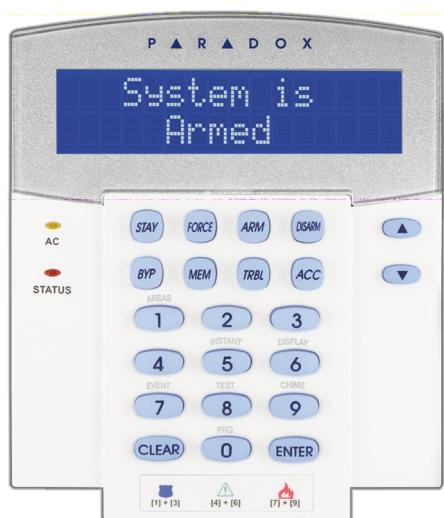 PARADOX
System is
Armed
STAY FORCE ARM DISARM
AC
BYP MEM TRBL ACC
STATUS
AREAS
1 2 3
INSTANT DISPLAY
4 5 6
EVENT TEST CHIME
7 8 9
PRG
CLEAR 0 ENTER
[1] + [3] [4] + [6] [7] + [9]